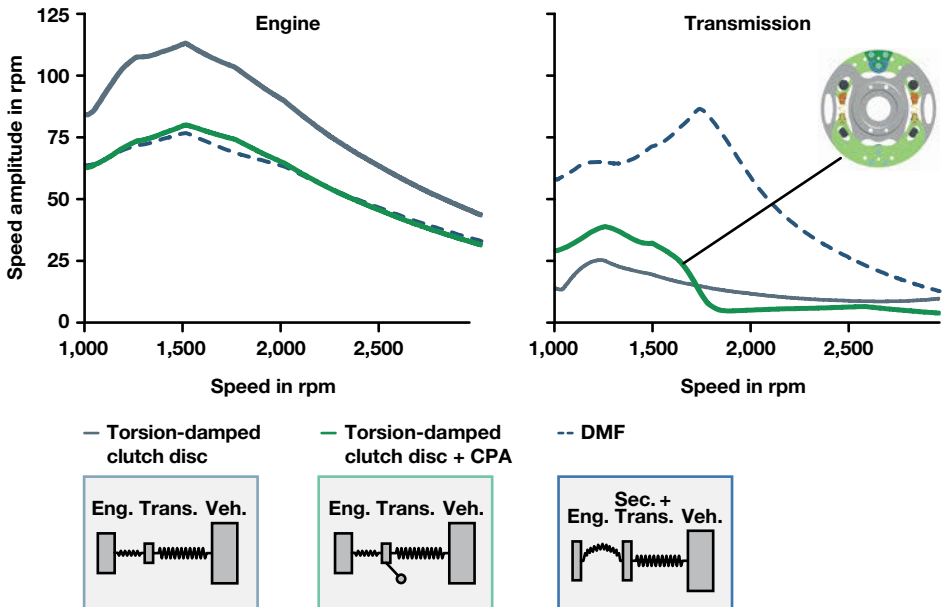 Engine
Transmission
Speed amplitude in rpm
125
100
75
50
25
0
1,000
1,500
2,000
2,500
Speed in rpm
1,000
1,500
2,000
2,500
Speed in rpm
Torsion-damped
clutch disc
Torsion-damped
clutch disc + CPA
DMF
Eng. Trans. Veh.
Eng. Trans. Veh.
Sec. +
Eng. Trans. Veh.